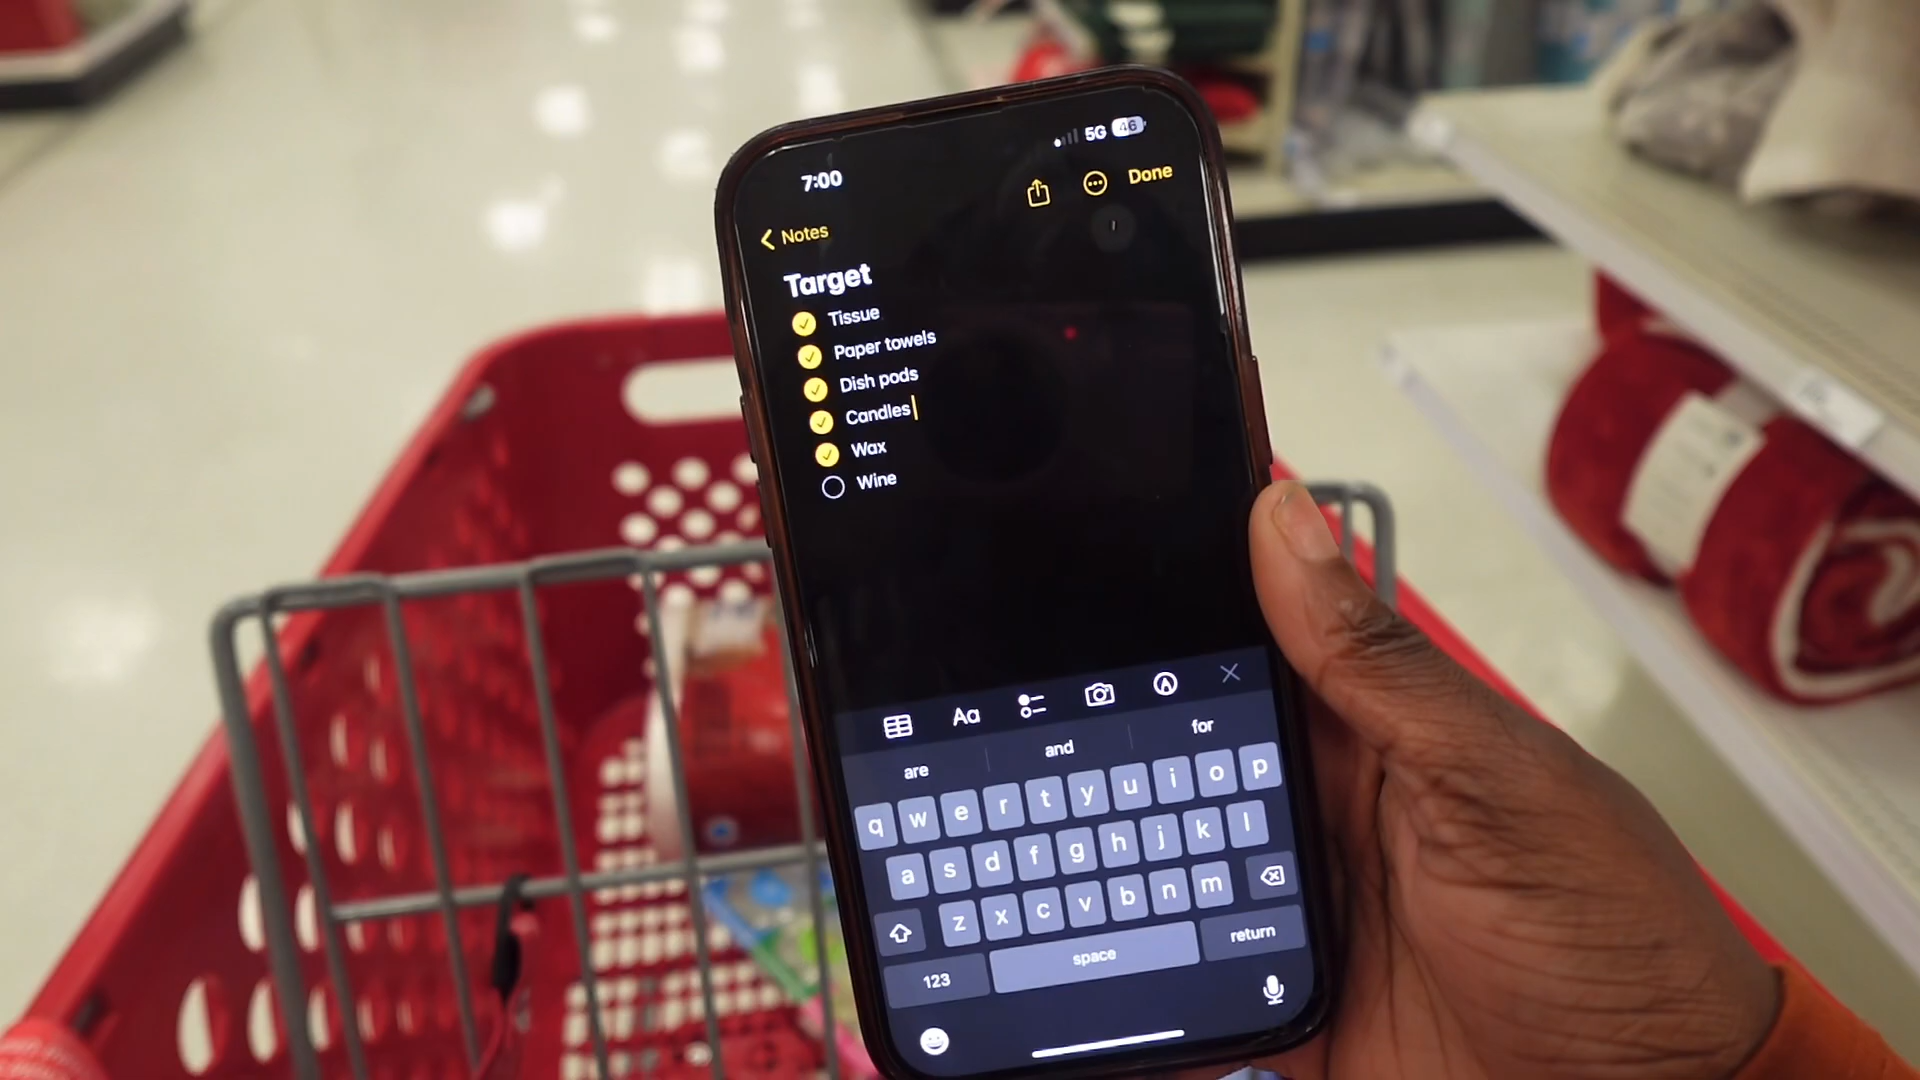 7:00
5G 46
Done
Notes
Target
Tissue
Paper towels
Dish pods
Candles
Wax
Wine
Aa
are and for
q w e r t y u i o p
a s d f g h j k l
z x c v b n m
123 space return